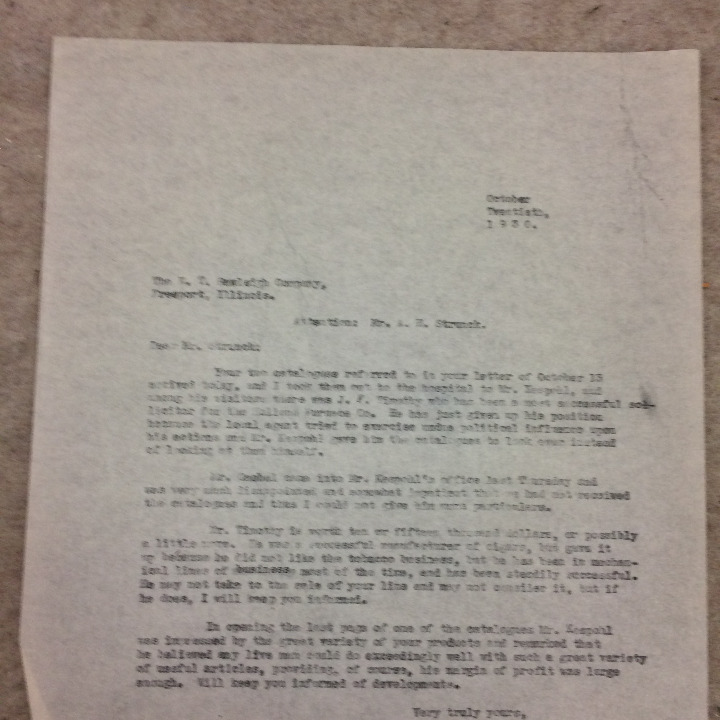 October
Twentieth,
1 9 3 0.
The W. T. Rawleigh Company,
Freeport, Illinois.
Attention: Mr. A. H. Strunck.
Dear Mr. Strunck:
Your two catalogues referred to in your letter of October 13
arrived today, and I took them out to the hospital to Mr. Kespohl, and
among his visitors there was J. F. Timothy who has been a most successful sol-
licitor for the Holland Furnace Co. He has just given up his position
because the local agent tried to exercise undue political influence upon
his actions and Mr. Kespohl gave him the catalogues to look over instead
of looking at them himself.
Mr. came into Mr. Kespohl's office last Thursday and
was very much disappointed and somewhat impatient that we had not received
the catalogues and that I could not give him more particulars.
Mr. Timothy is worth ten or fifteen thousand dollars, or possibly
a little more. He was a successful manufacturer of cigars, but gave it
up because he did not like the tobacco business, but he has been in mechan-
ical lines of business most of the time, and has been steadily successful.
He may not take to the sale of your line and may not consider it, but if
he does, I will keep you informed.
In opening the last page of one of the catalogues Mr. Kespohl
was impressed by the great variety of your products and remarked that
he believed any live man could do exceedingly well with such a great variety
of useful articles, providing, of course, his margin of profit was large
enough. Will keep you informed of developments.
Very truly yours,